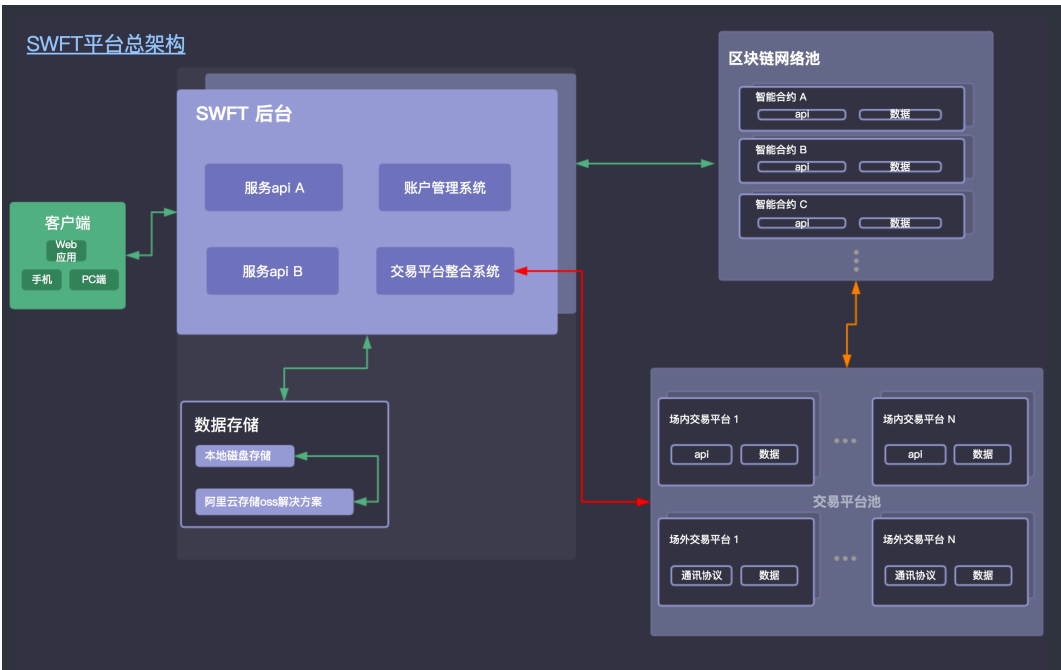 SWFT平台总架构
SWFT 后台
服务api A
账户管理系统
服务api B
交易平台整合系统
客户端
Web
应用
手机
PC端
数据存储
本地磁盘存储
阿里云存储oss解决方案
区块链网络池
智能合约 A
api
数据
智能合约 B
api
数据
智能合约 C
api
数据
场内交易平台 1
api
数据
场内交易平台 N
api
数据
交易平台池
场外交易平台 1
通讯协议
数据
场外交易平台 N
通讯协议
数据